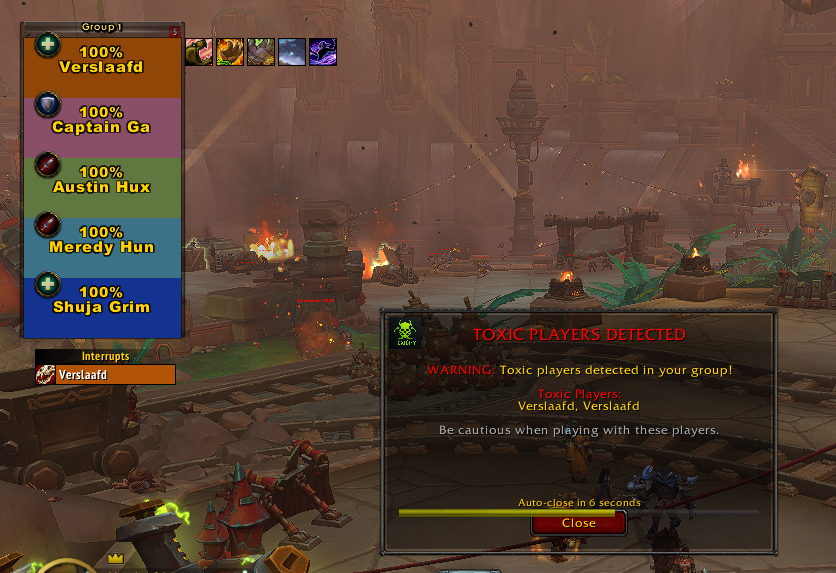 Group 1
5
100%
Verslaafd
100%
Captain Ga
100%
Austin Hux
100%
Meredy Hun
100%
Shuja Grim
Interrupts
Verslaafd
ENEMY
TOXIC PLAYERS DETECTED
WARNING: Toxic players detected in your group!
Toxic Players:
Verslaafd, Verslaafd
Be cautious when playing with these players.
Auto-close in 6 seconds
Close